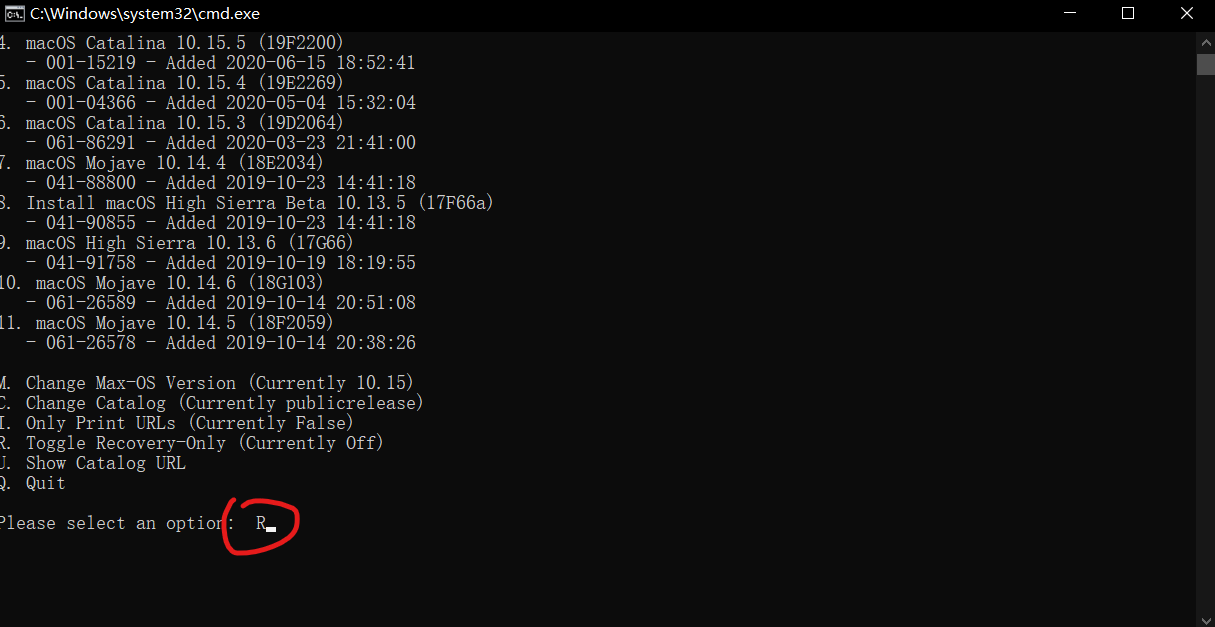 C:\Windows\system32\cmd.exe
4. macOS Catalina 10.15.5 (19F2200)
- 001-15219 - Added 2020-06-15 18:52:41
5. macOS Catalina 10.15.4 (19E2269)
- 001-04366 - Added 2020-05-04 15:32:04
6. macOS Catalina 10.15.3 (19D2064)
- 061-86291 - Added 2020-03-23 21:41:00
7. macOS Mojave 10.14.4 (18E2034)
- 041-88800 - Added 2019-10-23 14:41:18
8. Install macOS High Sierra Beta 10.13.5 (17F66a)
- 041-90855 - Added 2019-10-23 14:41:18
9. macOS High Sierra 10.13.6 (17G66)
- 041-91758 - Added 2019-10-19 18:19:55
10. macOS Mojave 10.14.6 (18G103)
- 061-26589 - Added 2019-10-14 20:51:08
11. macOS Mojave 10.14.5 (18F2059)
- 061-26578 - Added 2019-10-14 20:38:26
M. Change Max-OS Version (Currently 10.15)
C. Change Catalog (Currently publicrelease)
I. Only Print URLs (Currently False)
R. Toggle Recovery-Only (Currently Off)
U. Show Catalog URL
Q. Quit
Please select an option: R